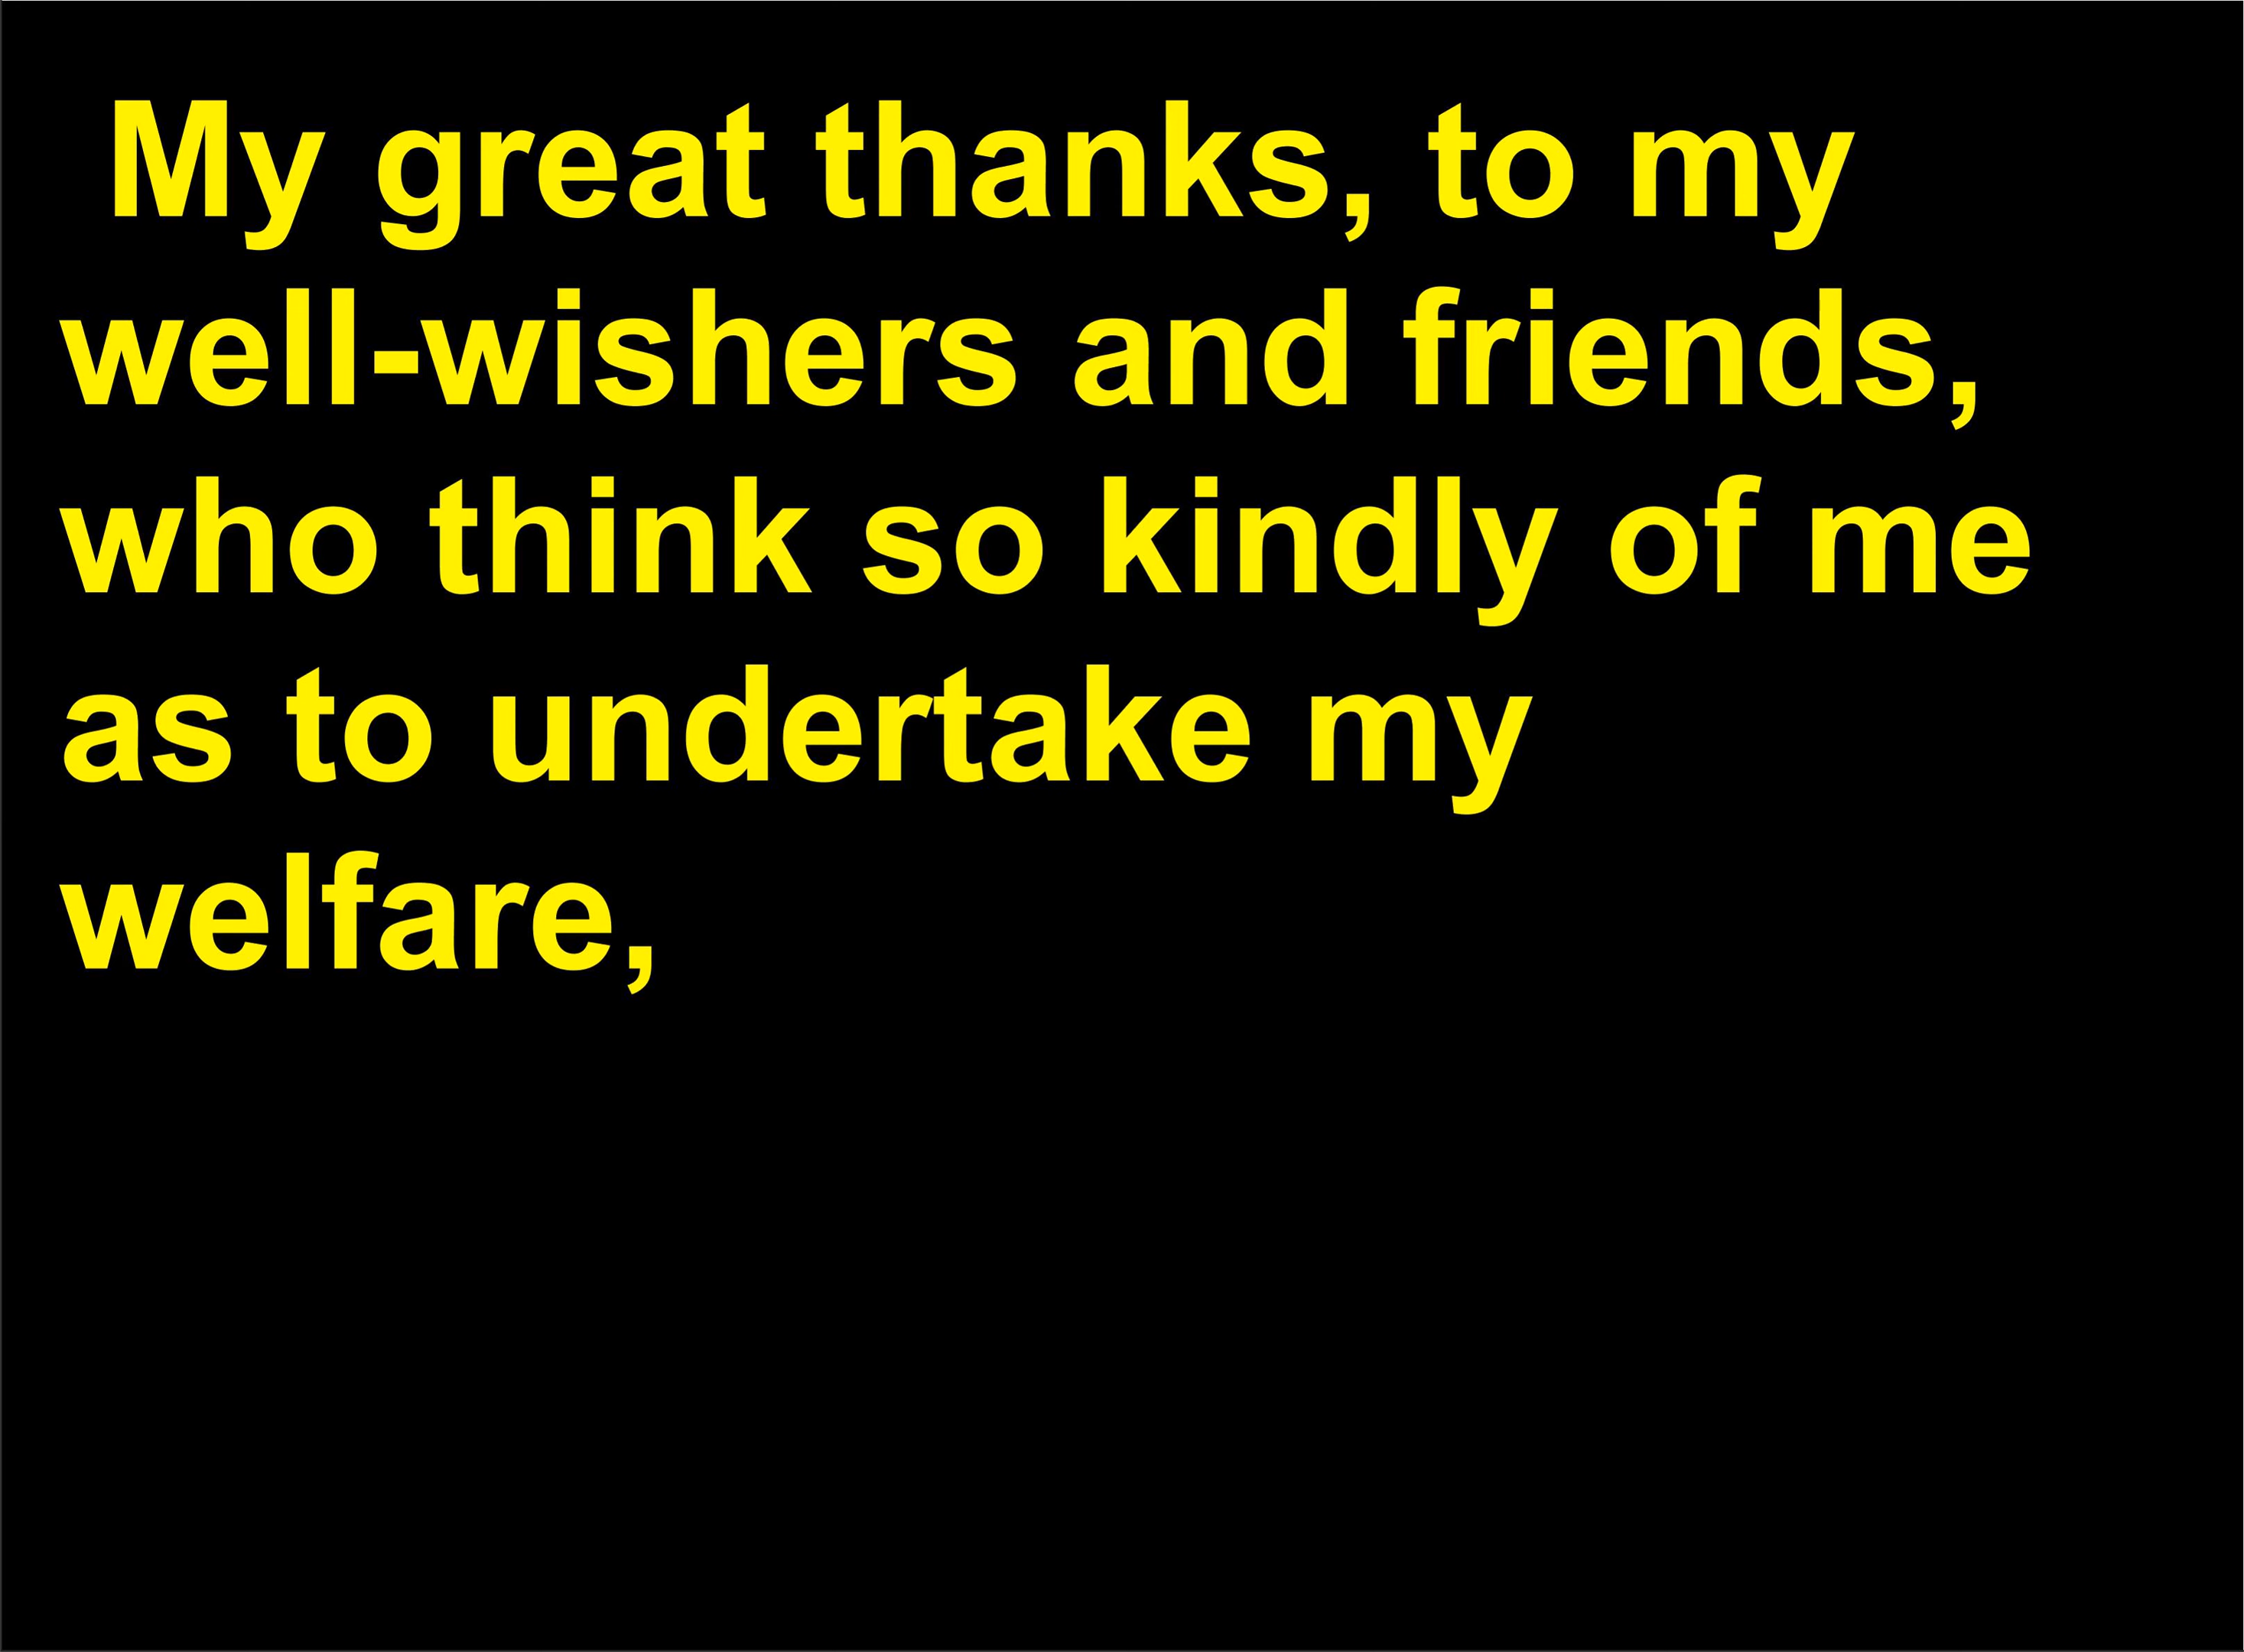 My great thanks, to my
well-wishers and friends,
who think so kindly of me
as to undertake my
welfare,